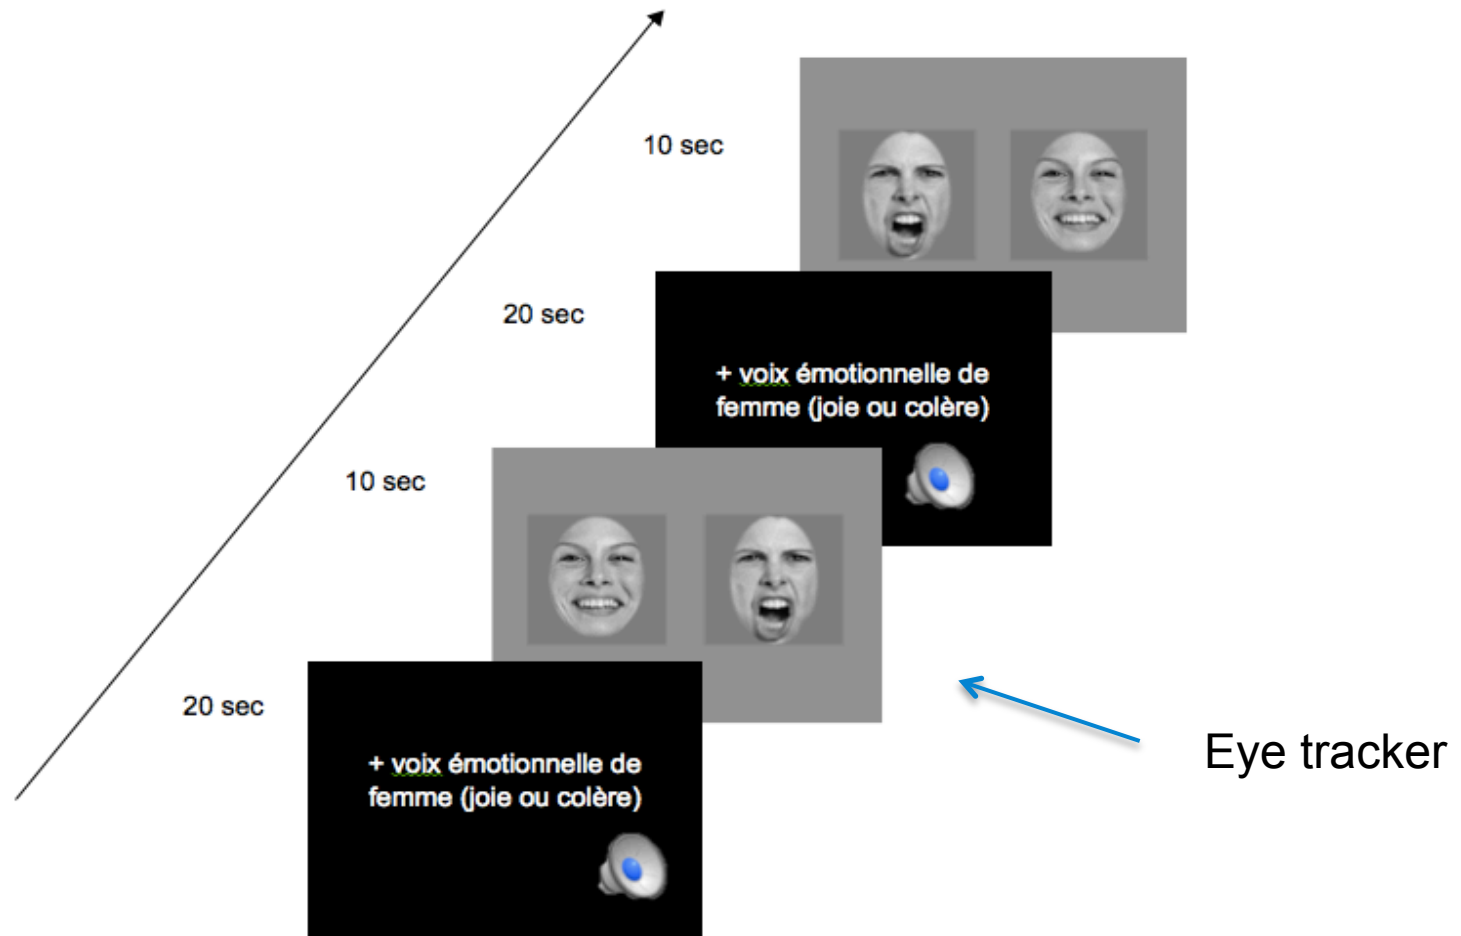 10 sec
20 sec
+ voix émotionnelle de
femme (joie ou colère)
10 sec
20 sec
+ voix émotionnelle de
femme (joie ou colère)
Eye tracker